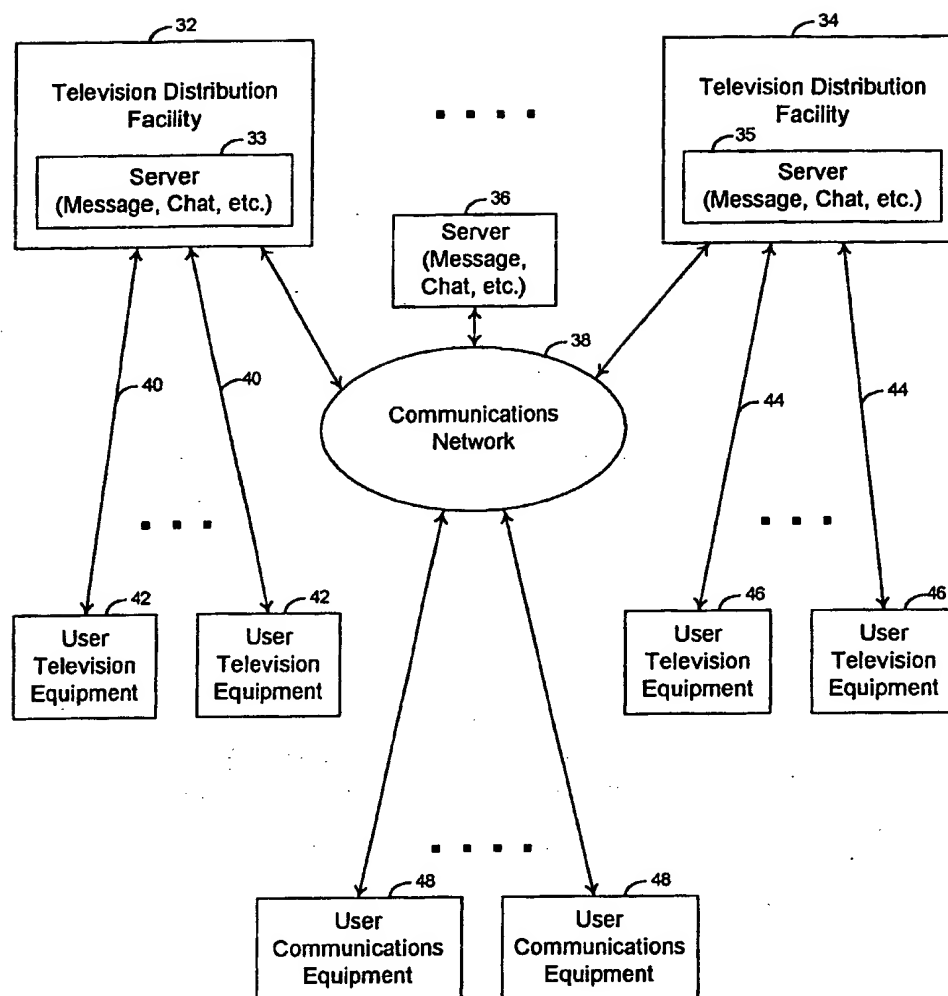 32
Television Distribution
Facility
33
Server
(Message, Chat, etc.)
34
Television Distribution
Facility
35
Server
(Message, Chat, etc.)
36
Server
(Message,
Chat, etc.)
38
Communications
Network
40
40
44
44
42
User
Television
Equipment
42
User
Television
Equipment
46
User
Television
Equipment
46
User
Television
Equipment
48
User
Communications
Equipment
48
User
Communications
Equipment